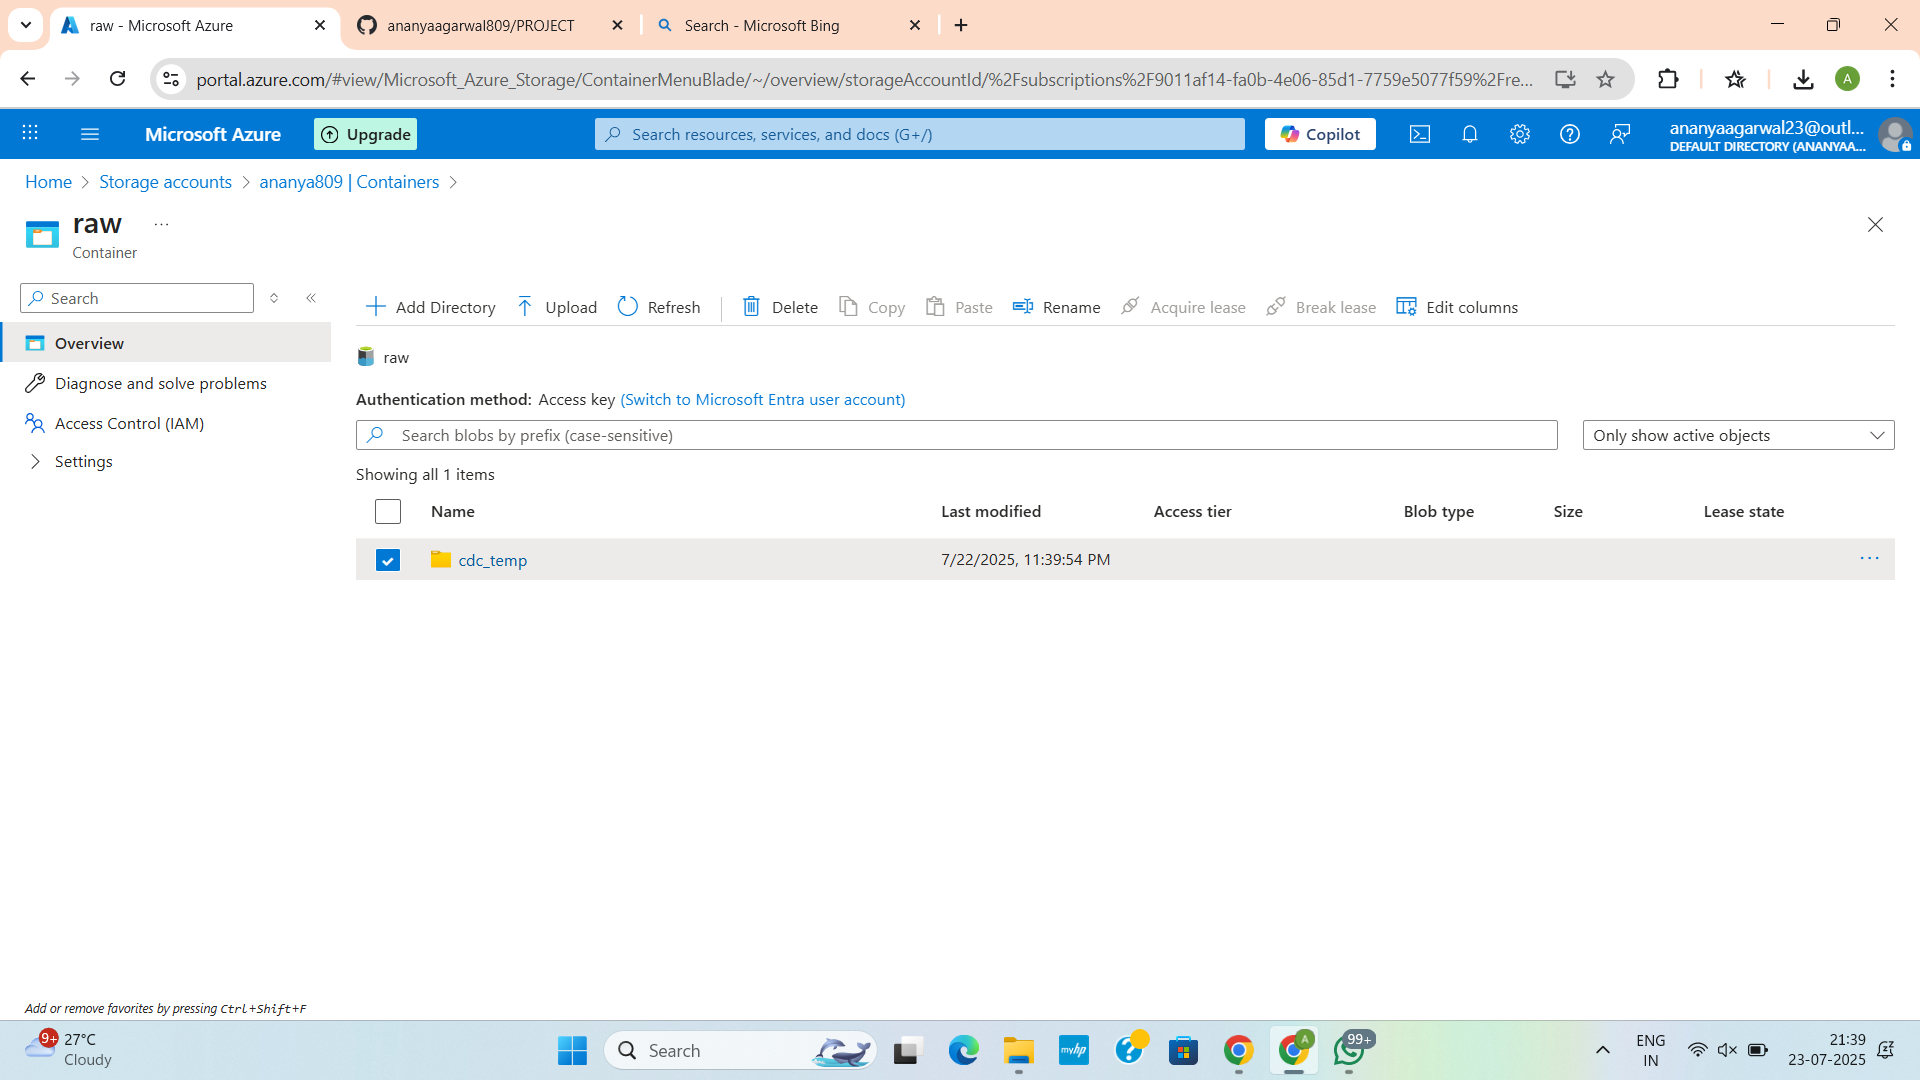 raw - Microsoft Azure
ananyaagarwal809/PROJECT
Search - Microsoft Bing
portal.azure.com/#view/Microsoft_Azure_Storage/ContainerMenuBlade/~/overview/storageAccountId/%2Fsubscriptions%2F9011af14-fa0b-4e06-85d1-7759e5077f59%2Fre...
A
Microsoft Azure
Upgrade
Search resources, services, and docs (G+/)
Copilot
ananyaagarwal23@outl...
DEFAULT DIRECTORY (ANANYAA...
Home > Storage accounts > ananya809 | Containers >
raw ...
Container
Search
Add Directory
Upload
Refresh
Delete
Copy
Paste
Rename
Acquire lease
Break lease
Edit columns
Overview
Diagnose and solve problems
Access Control (IAM)
Settings
raw
Authentication method: Access key (Switch to Microsoft Entra user account)
Search blobs by prefix (case-sensitive)
Only show active objects
Showing all 1 items
Name Last modified Access tier Blob type Size Lease state
cdc_temp 7/22/2025, 11:39:54 PM ...
Add or remove favorites by pressing Ctrl+Shift+F
9+
27°C
Cloudy
Search
myhp
A
99+
ENG
IN
21:39
23-07-2025